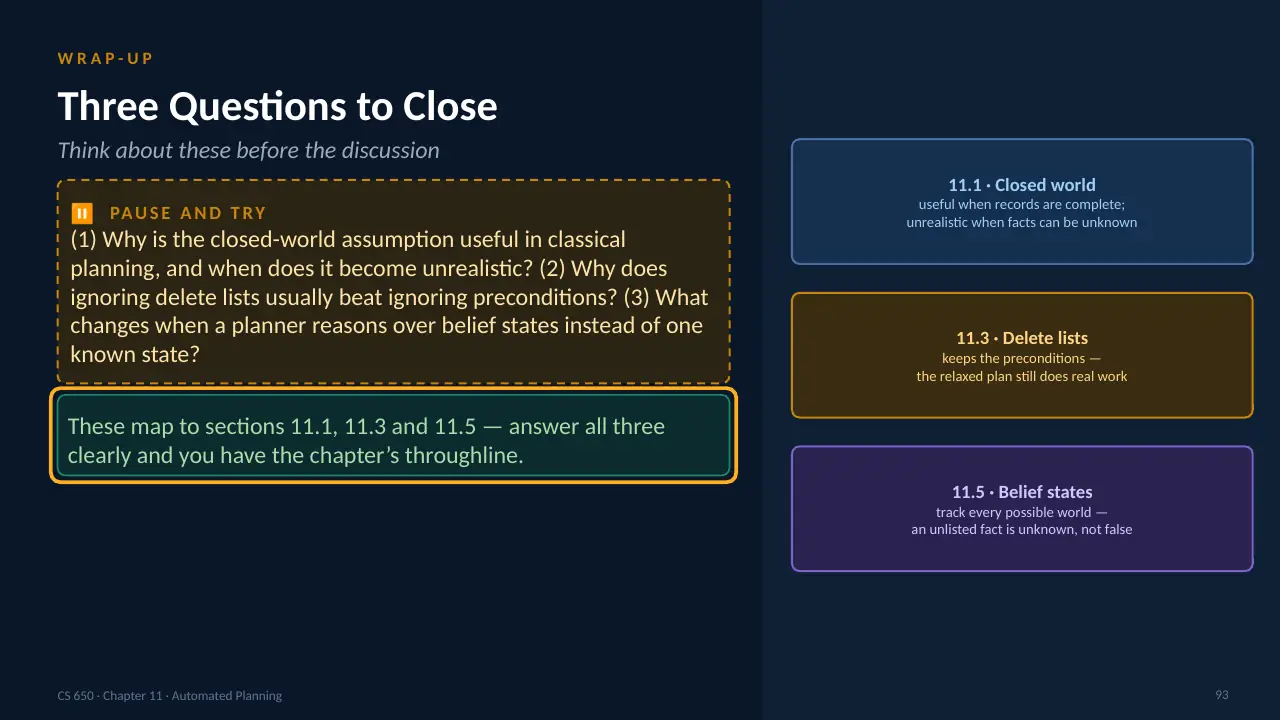 WRAP-UP
Three Questions to Close
Think about these before the discussion
⏸ PAUSE AND TRY
(1) Why is the closed-world assumption useful in classical
planning, and when does it become unrealistic? (2) Why does
ignoring delete lists usually beat ignoring preconditions? (3) What
changes when a planner reasons over belief states instead of one
known state?
These map to sections 11.1, 11.3 and 11.5 — answer all three
clearly and you have the chapter’s throughline.
11.1 · Closed world
useful when records are complete;
unrealistic when facts can be unknown
11.3 · Delete lists
keeps the preconditions —
the relaxed plan still does real work
11.5 · Belief states
track every possible world —
an unlisted fact is unknown, not false
CS 650 · Chapter 11 · Automated Planning
93